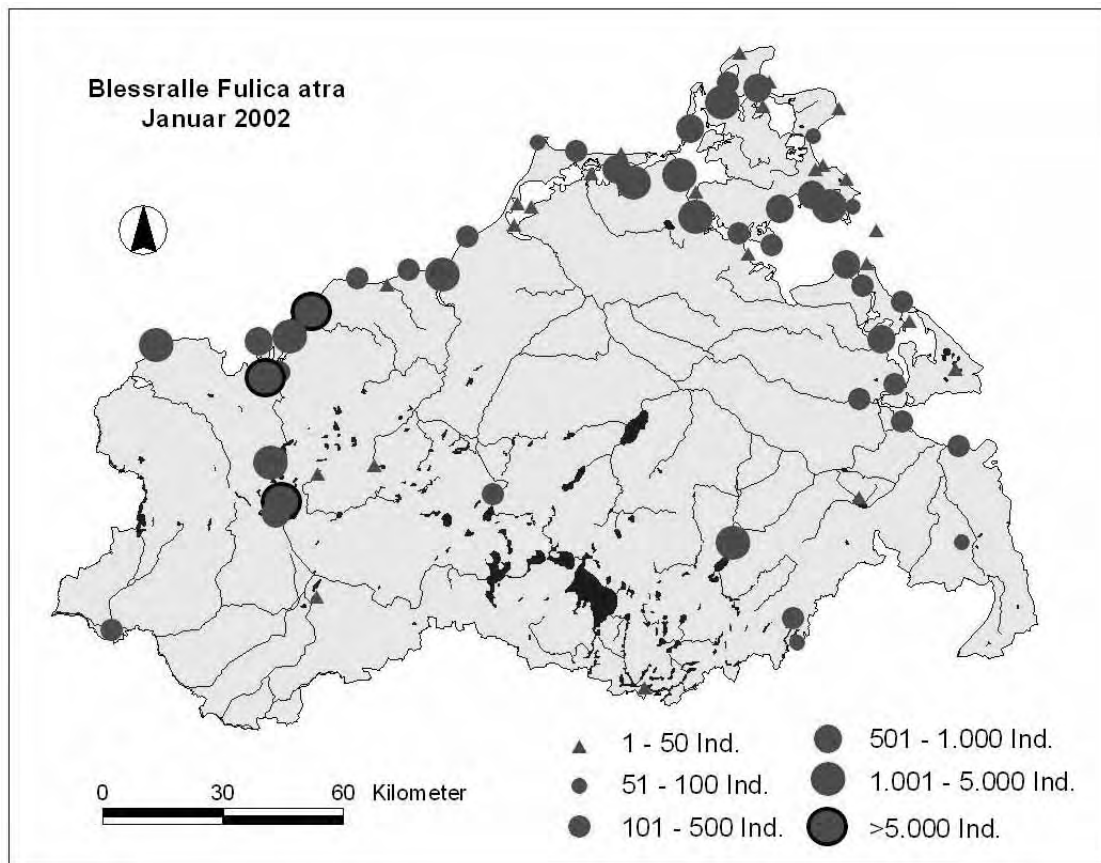 Blessralle Fulica atra
Januar 2002
1 - 50 Ind.
51 - 100 Ind.
101 - 500 Ind.
501 - 1.000 Ind.
1.001 - 5.000 Ind.
>5.000 Ind.
0 30 60 Kilometer